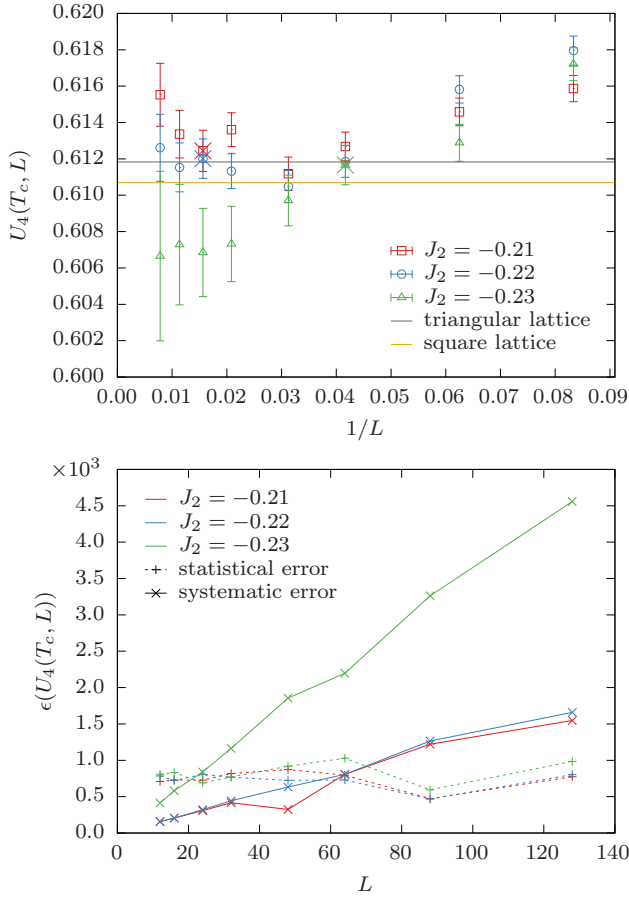 0.620
0.618
0.616
0.614
0.612
0.610
0.608
0.606
0.604
0.602
0.600
U₄(T_c, L)
J₂ = −0.21
J₂ = −0.22
J₂ = −0.23
triangular lattice
square lattice
0.00 0.01 0.02 0.03 0.04 0.05 0.06 0.07 0.08 0.09
1/L
×10³
4.5
4.0
3.5
3.0
2.5
2.0
1.5
1.0
0.5
0.0
ϵ(U₄(T_c, L))
J₂ = −0.21
J₂ = −0.22
J₂ = −0.23
statistical error
systematic error
0 20 40 60 80 100 120 140
L